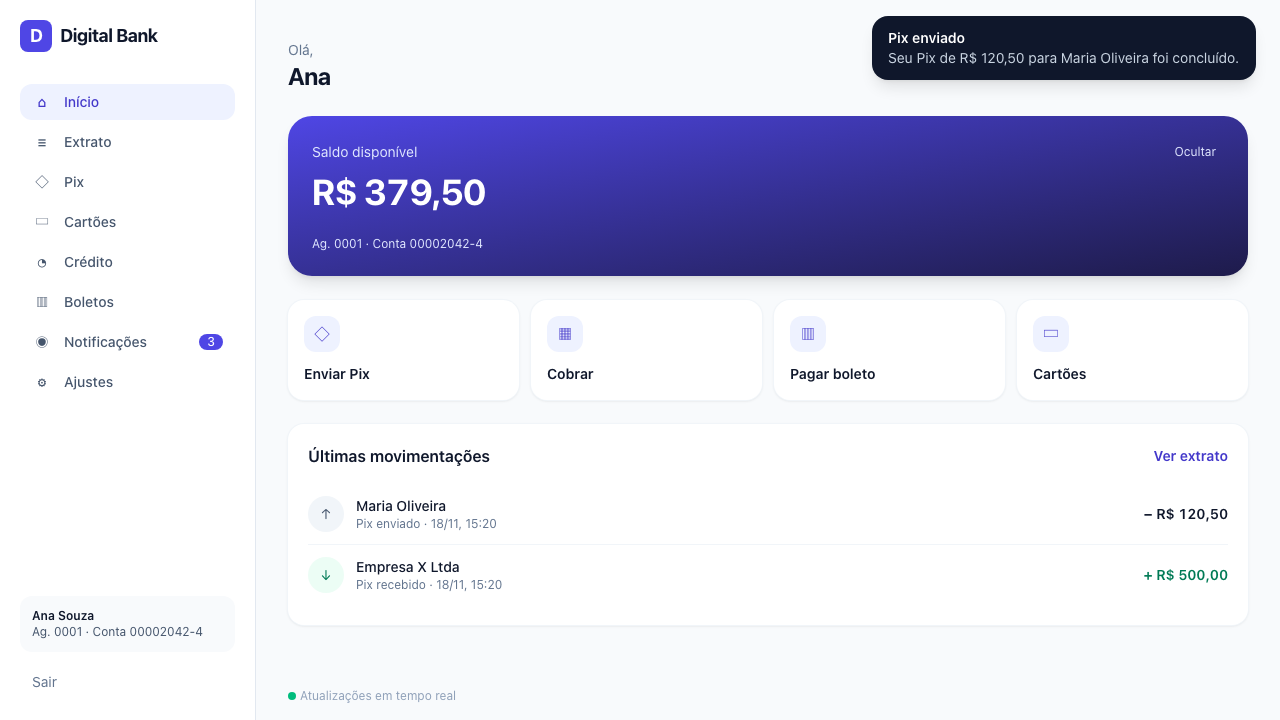 D Digital Bank
Início
Extrato
Pix
Cartões
Crédito
Boletos
Notificações 3
Ajustes
Ana Souza
Ag. 0001 · Conta 00002042-4
Sair
Olá,
Ana
Pix enviado
Seu Pix de R$ 120,50 para Maria Oliveira foi concluído.
Saldo disponível Ocultar
R$ 379,50
Ag. 0001 · Conta 00002042-4
Enviar Pix
Cobrar
Pagar boleto
Cartões
Últimas movimentações Ver extrato
Maria Oliveira
Pix enviado · 18/11, 15:20
− R$ 120,50
Empresa X Ltda
Pix recebido · 18/11, 15:20
+ R$ 500,00
Atualizações em tempo real